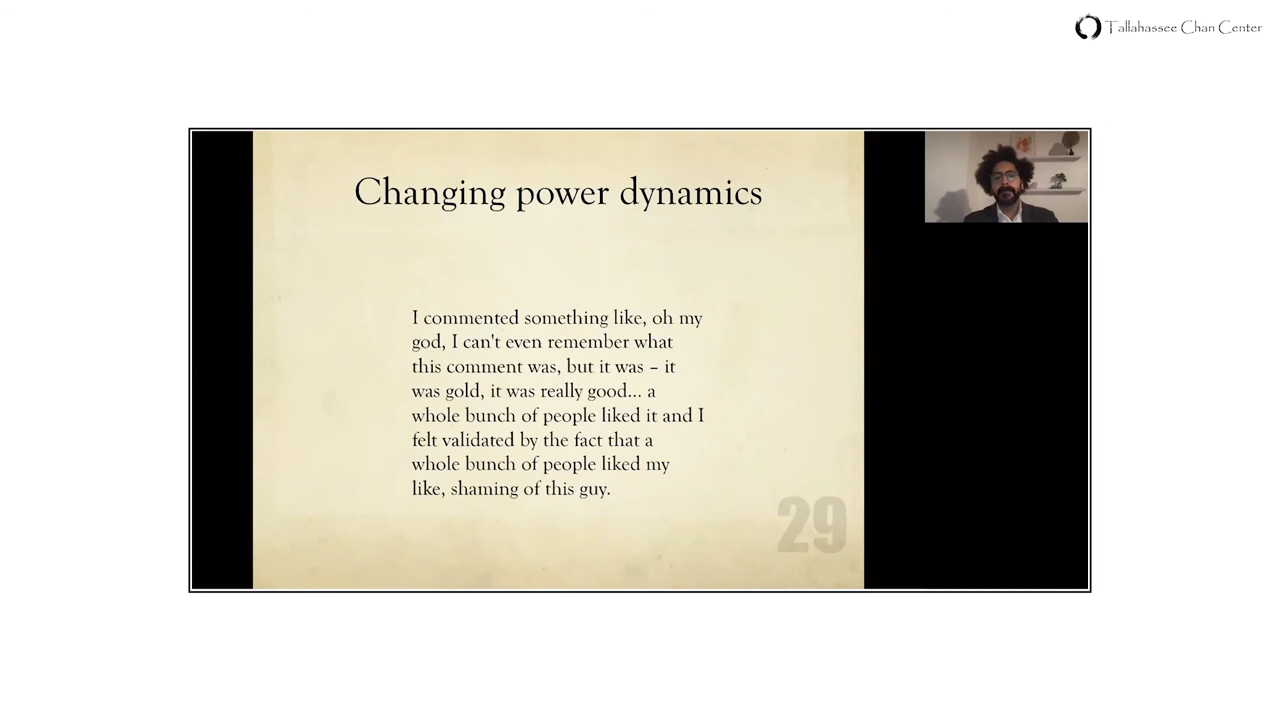 Tallahassee Chan Center
Changing power dynamics
I commented something like, oh my
god, I can't even remember what
this comment was, but it was – it
was gold, it was really good... a
whole bunch of people liked it and I
felt validated by the fact that a
whole bunch of people liked my
like, shaming of this guy.
29